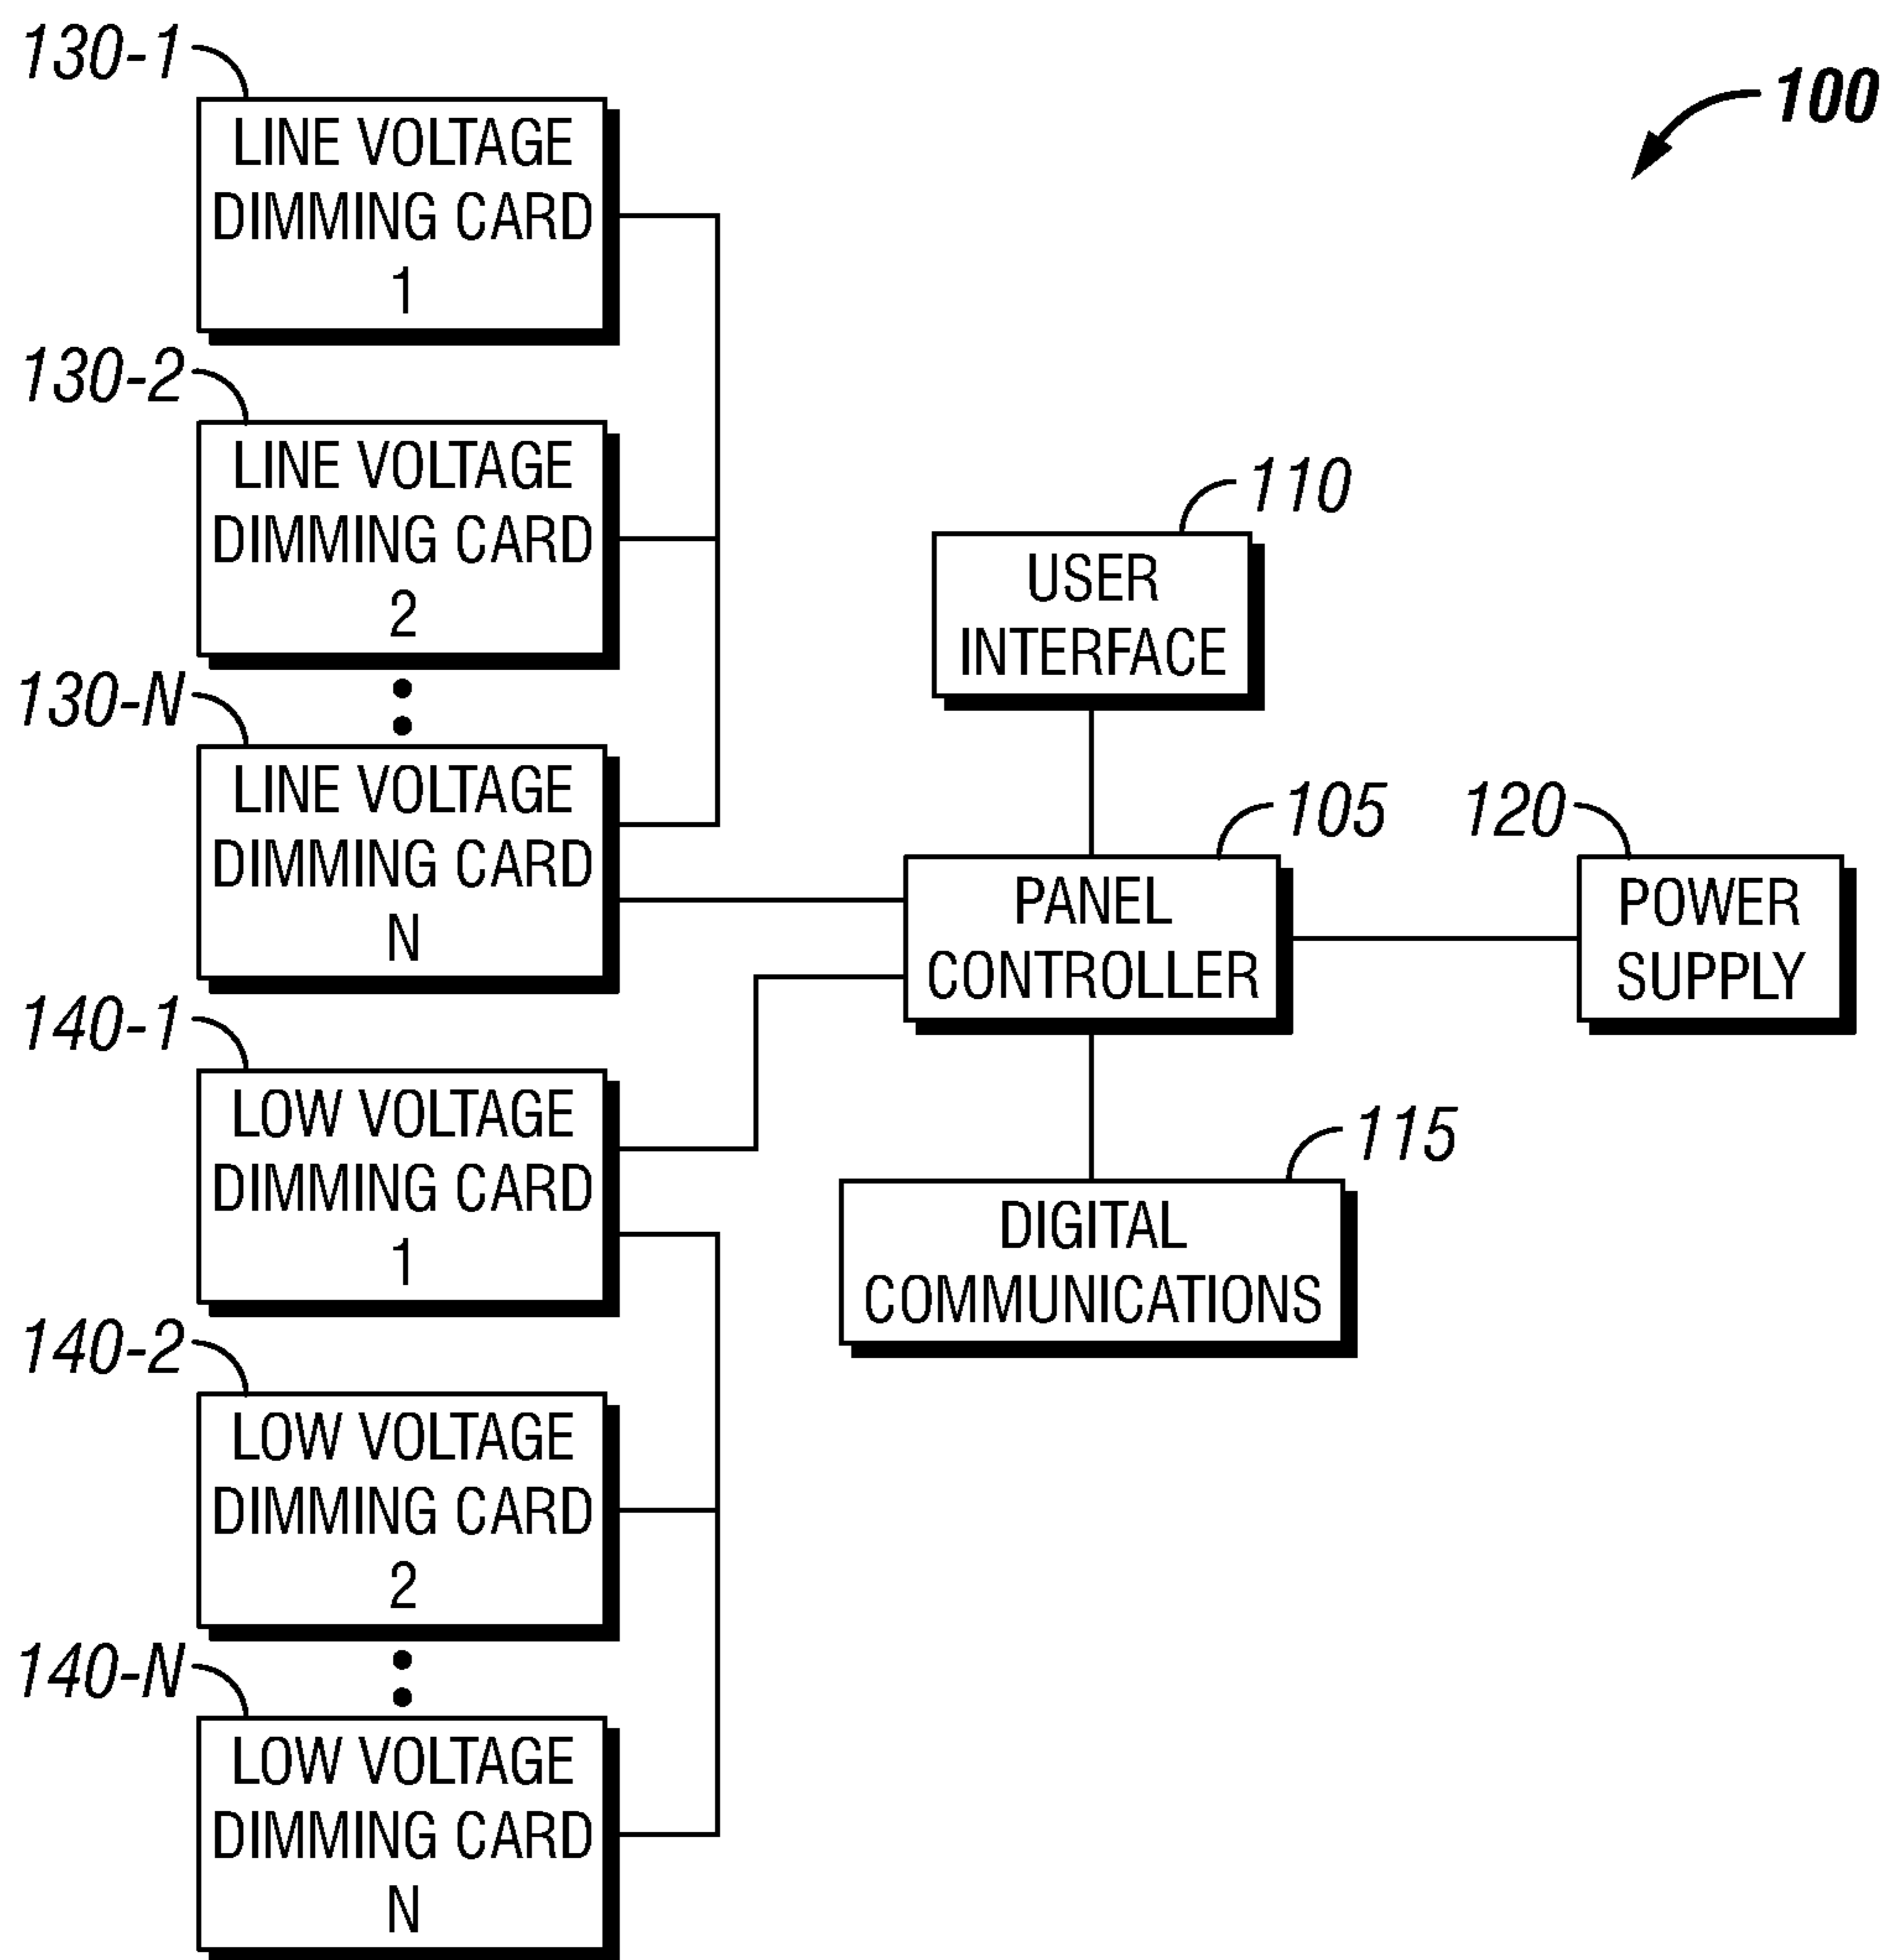 130-1
LINE VOLTAGE
DIMMING CARD
1
130-2
LINE VOLTAGE
DIMMING CARD
2
130-N
LINE VOLTAGE
DIMMING CARD
N
140-1
LOW VOLTAGE
DIMMING CARD
1
140-2
LOW VOLTAGE
DIMMING CARD
2
140-N
LOW VOLTAGE
DIMMING CARD
N
100
110
USER
INTERFACE
105
PANEL
CONTROLLER
120
POWER
SUPPLY
115
DIGITAL
COMMUNICATIONS